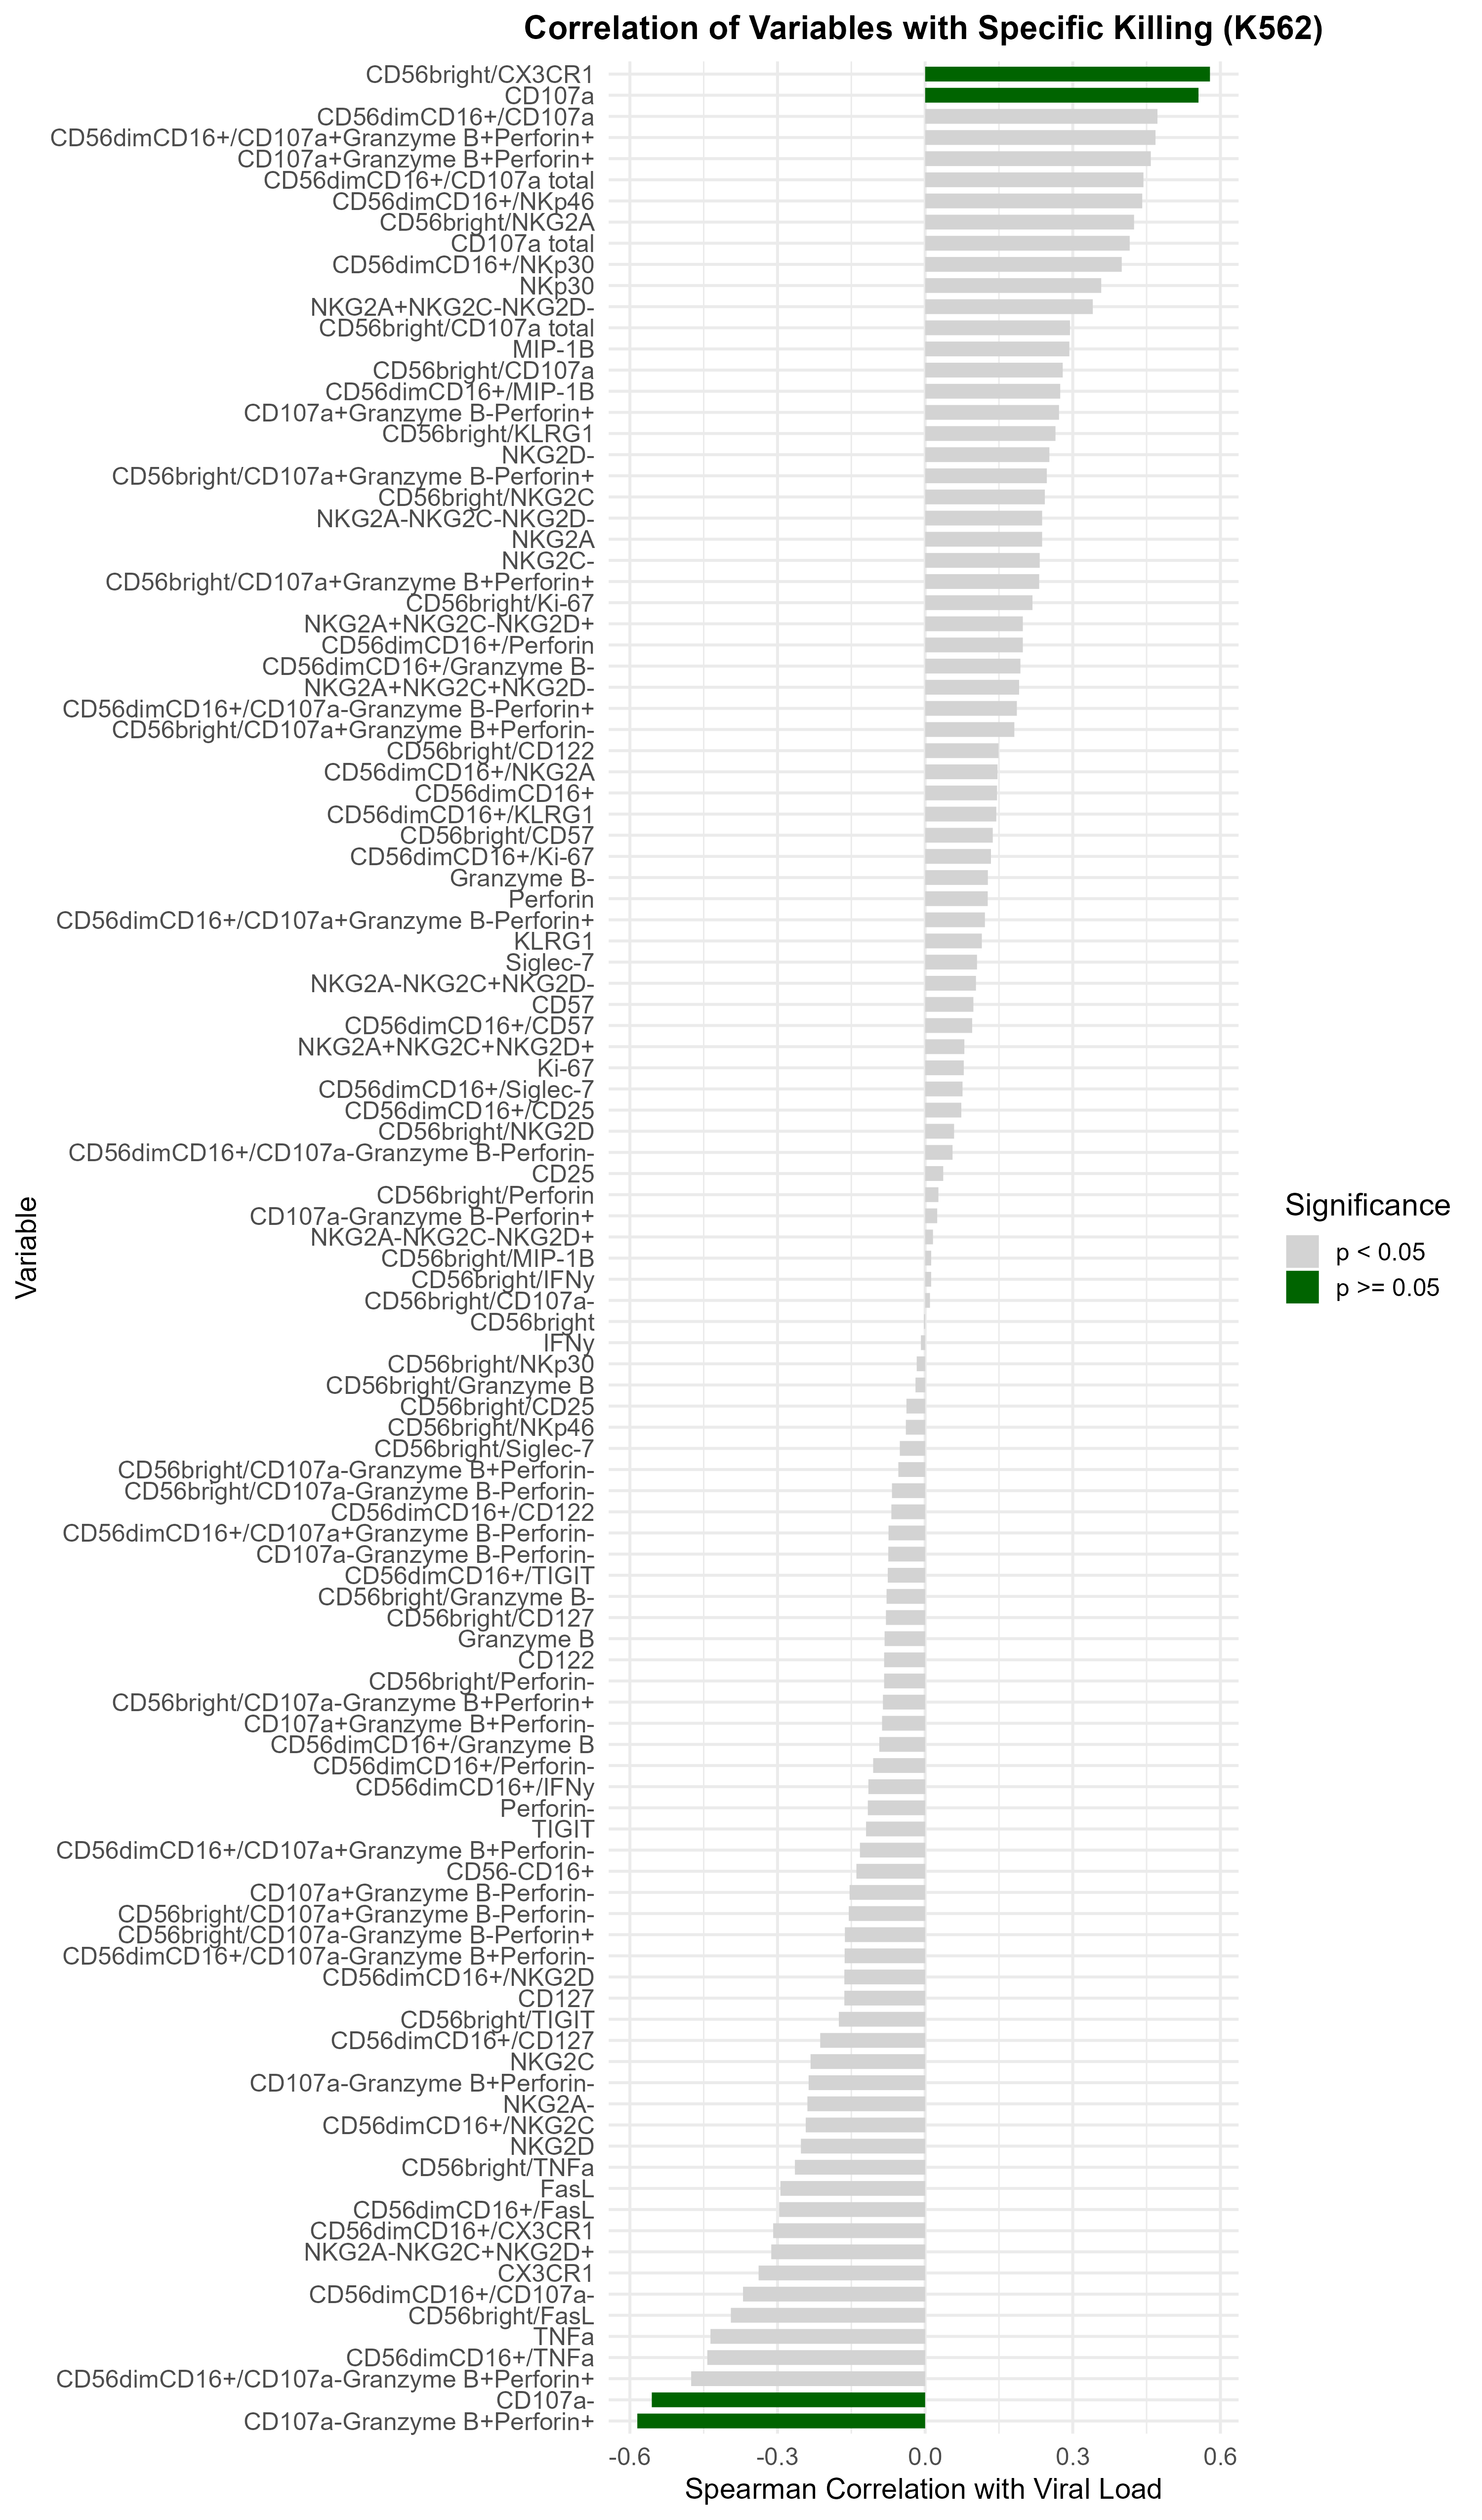 Correlation of Variables with Specific Killing (K562)
CD56bright/CX3CR1
CD107a
CD56dimCD16+/CD107a
CD56dimCD16+/CD107a+Granzyme B+Perforin+
CD107a+Granzyme B+Perforin+
CD56dimCD16+/CD107a total
CD56dimCD16+/NKp46
CD56bright/NKG2A
CD107a total
CD56dimCD16+/NKp30
NKp30
NKG2A+NKG2C-NKG2D-
CD56bright/CD107a total
MIP-1B
CD56bright/CD107a
CD56dimCD16+/MIP-1B
CD107a+Granzyme B-Perforin+
CD56bright/KLRG1
NKG2D-
CD56bright/CD107a+Granzyme B-Perforin+
CD56bright/NKG2C
NKG2A-NKG2C-NKG2D-
NKG2A
NKG2C-
CD56bright/CD107a+Granzyme B+Perforin+
CD56bright/Ki-67
NKG2A+NKG2C-NKG2D+
CD56dimCD16+/Perforin
CD56dimCD16+/Granzyme B-
NKG2A+NKG2C+NKG2D-
CD56dimCD16+/CD107a-Granzyme B-Perforin+
CD56bright/CD107a+Granzyme B+Perforin-
CD56bright/CD122
CD56dimCD16+/NKG2A
CD56dimCD16+
CD56dimCD16+/KLRG1
CD56bright/CD57
CD56dimCD16+/Ki-67
Granzyme B-
Perforin
CD56dimCD16+/CD107a+Granzyme B-Perforin+
KLRG1
Siglec-7
NKG2A-NKG2C+NKG2D-
CD57
CD56dimCD16+/CD57
NKG2A+NKG2C+NKG2D+
Ki-67
CD56dimCD16+/Siglec-7
CD56dimCD16+/CD25
CD56bright/NKG2D
CD56dimCD16+/CD107a-Granzyme B-Perforin-
CD25
CD56bright/Perforin
CD107a-Granzyme B-Perforin+
NKG2A-NKG2C-NKG2D+
CD56bright/MIP-1B
CD56bright/IFNy
CD56bright/CD107a-
CD56bright
IFNy
CD56bright/NKp30
CD56bright/Granzyme B
CD56bright/CD25
CD56bright/NKp46
CD56bright/Siglec-7
CD56bright/CD107a-Granzyme B+Perforin-
CD56bright/CD107a-Granzyme B-Perforin-
CD56dimCD16+/CD122
CD56dimCD16+/CD107a+Granzyme B-Perforin-
CD107a-Granzyme B-Perforin-
CD56dimCD16+/TIGIT
CD56bright/Granzyme B-
CD56bright/CD127
Granzyme B
CD122
CD56bright/Perforin-
CD56bright/CD107a-Granzyme B+Perforin+
CD107a+Granzyme B+Perforin-
CD56dimCD16+/Granzyme B
CD56dimCD16+/Perforin-
CD56dimCD16+/IFNy
Perforin-
TIGIT
CD56dimCD16+/CD107a+Granzyme B+Perforin-
CD56-CD16+
CD107a+Granzyme B-Perforin-
CD56bright/CD107a+Granzyme B-Perforin-
CD56bright/CD107a-Granzyme B-Perforin+
CD56dimCD16+/CD107a-Granzyme B+Perforin-
CD56dimCD16+/NKG2D
CD127
CD56bright/TIGIT
CD56dimCD16+/CD127
NKG2C
CD107a-Granzyme B+Perforin-
NKG2A-
CD56dimCD16+/NKG2C
NKG2D
CD56bright/TNFa
FasL
CD56dimCD16+/FasL
CD56dimCD16+/CX3CR1
NKG2A-NKG2C+NKG2D+
CX3CR1
CD56dimCD16+/CD107a-
CD56bright/FasL
TNFa
CD56dimCD16+/TNFa
CD56dimCD16+/CD107a-Granzyme B+Perforin+
CD107a-
CD107a-Granzyme B+Perforin+
-0.6 -0.3 0.0 0.3 0.6
Spearman Correlation with Viral Load
Variable
Significance
p < 0.05
p >= 0.05